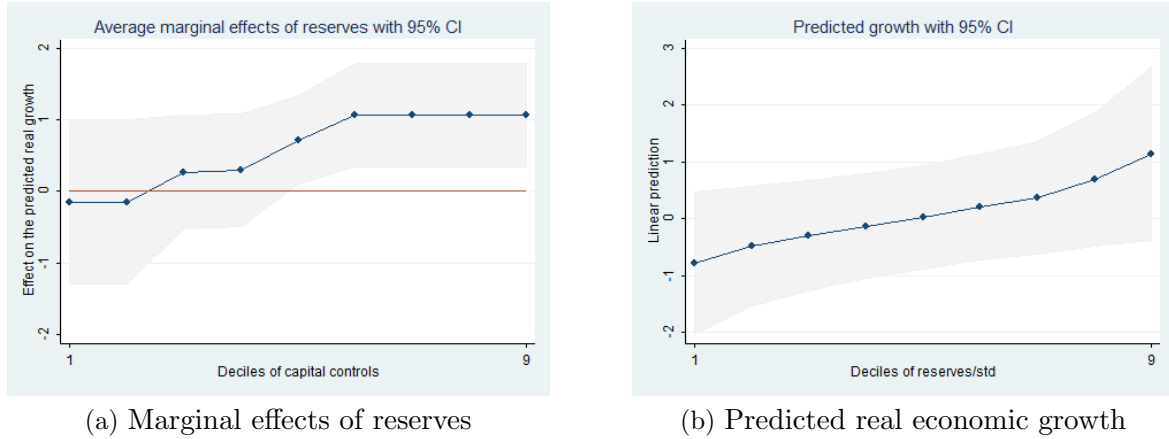 Average marginal effects of reserves with 95% CI
Effect on the predicted real growth
2
1
0
-1
-2
1
9
Deciles of capital controls
(a) Marginal effects of reserves
Predicted growth with 95% CI
Linear prediction
3
2
1
0
-1
-2
1
9
Deciles of reserves/std
(b) Predicted real economic growth